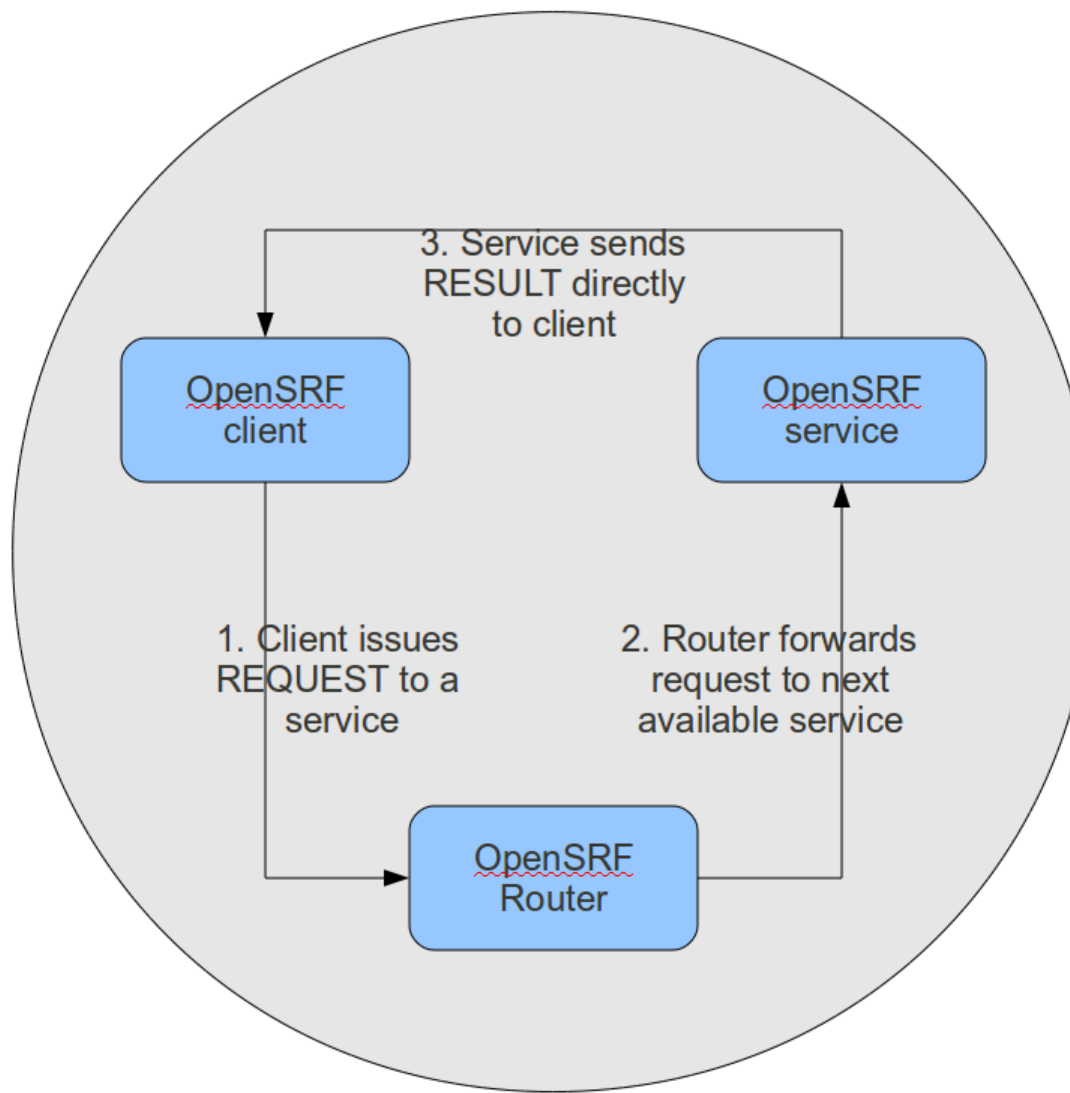 3. Service sends
RESULT directly
to client
OpenSRF
client
OpenSRF
service
1. Client issues
REQUEST to a
service
2. Router forwards
request to next
available service
OpenSRF
Router